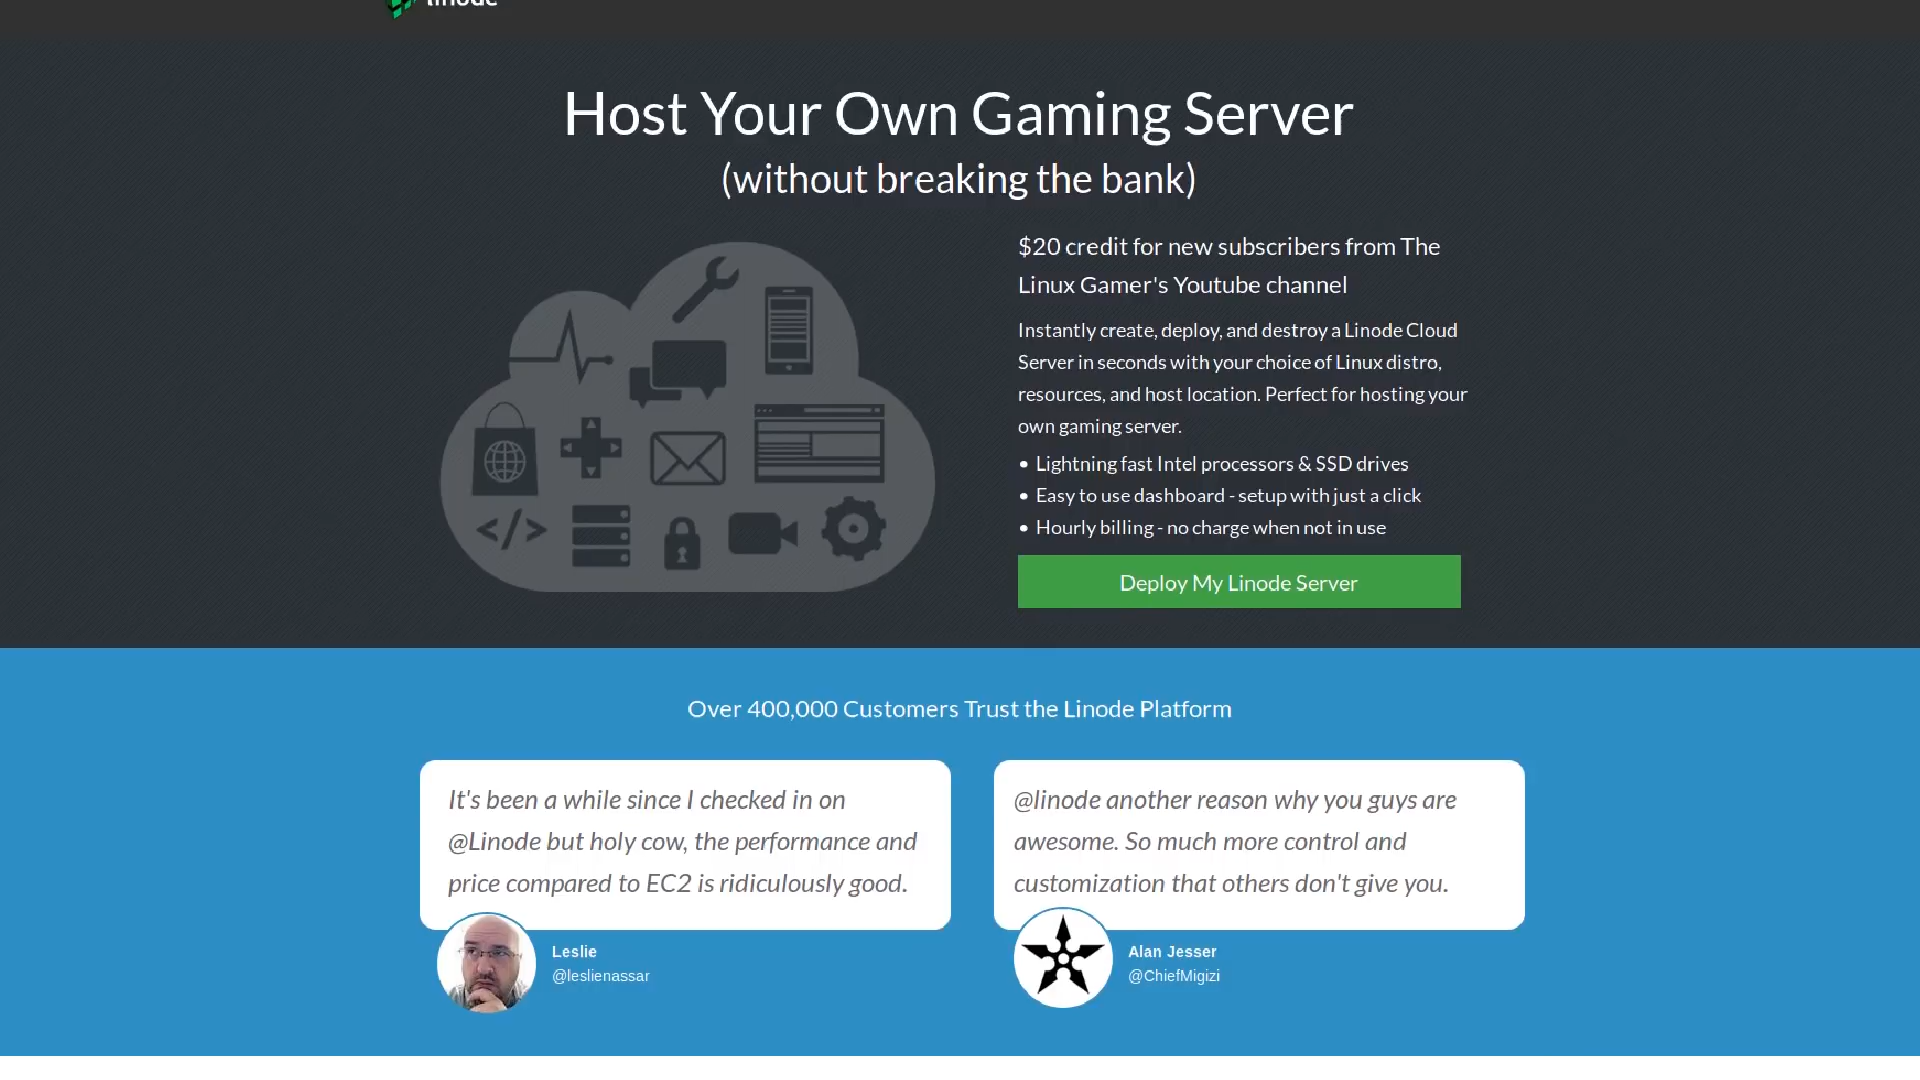 linode
Host Your Own Gaming Server
(without breaking the bank)
$20 credit for new subscribers from The
Linux Gamer's Youtube channel
Instantly create, deploy, and destroy a Linode Cloud
Server in seconds with your choice of Linux distro,
resources, and host location. Perfect for hosting your
own gaming server.
• Lightning fast Intel processors & SSD drives
• Easy to use dashboard - setup with just a click
• Hourly billing - no charge when not in use
Deploy My Linode Server
</>
Over 400,000 Customers Trust the Linode Platform
It's been a while since I checked in on
@Linode but holy cow, the performance and
price compared to EC2 is ridiculously good.
Leslie
@leslienassar
@linode another reason why you guys are
awesome. So much more control and
customization that others don't give you.
Alan Jesser
@ChiefMigizi